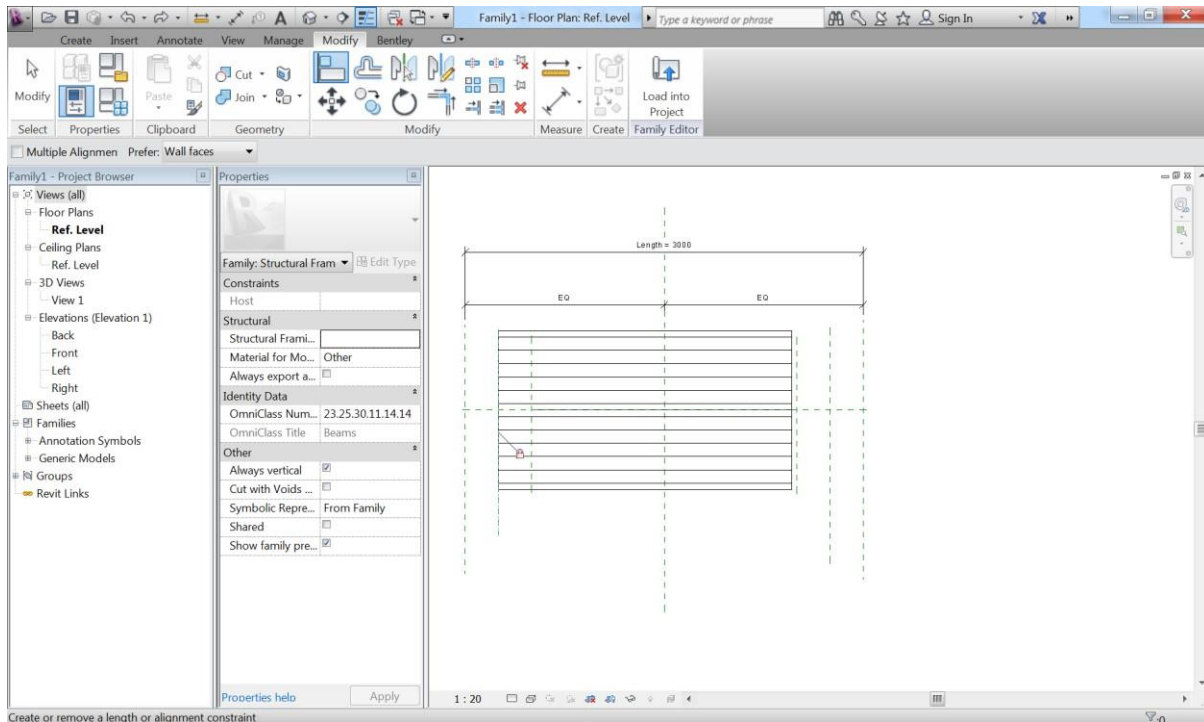 Family1 - Floor Plan: Ref. Level
Type a keyword or phrase
Sign In
Create Insert Annotate View Manage Modify Bentley
Modify
Paste
Cut
Join
Load into
Project
Select Properties Clipboard Geometry Modify Measure Create Family Editor
Multiple Alignmen Prefer: Wall faces
Family1 - Project Browser
Views (all)
Floor Plans
Ref. Level
Ceiling Plans
Ref. Level
3D Views
View 1
Elevations (Elevation 1)
Back
Front
Left
Right
Sheets (all)
Families
Annotation Symbols
Generic Models
Groups
Revit Links
Properties
Family: Structural Fram Edit Type
Constraints
Host
Structural
Structural Frami...
Material for Mo... Other
Always export a...
Identity Data
OmniClass Num... 23.25.30.11.14.14
OmniClass Title Beams
Other
Always vertical
Cut with Voids ...
Symbolic Repre... From Family
Shared
Show family pre...
Properties help Apply
Length = 3000
EQ EQ
1 : 20
Create or remove a length or alignment constraint
:0